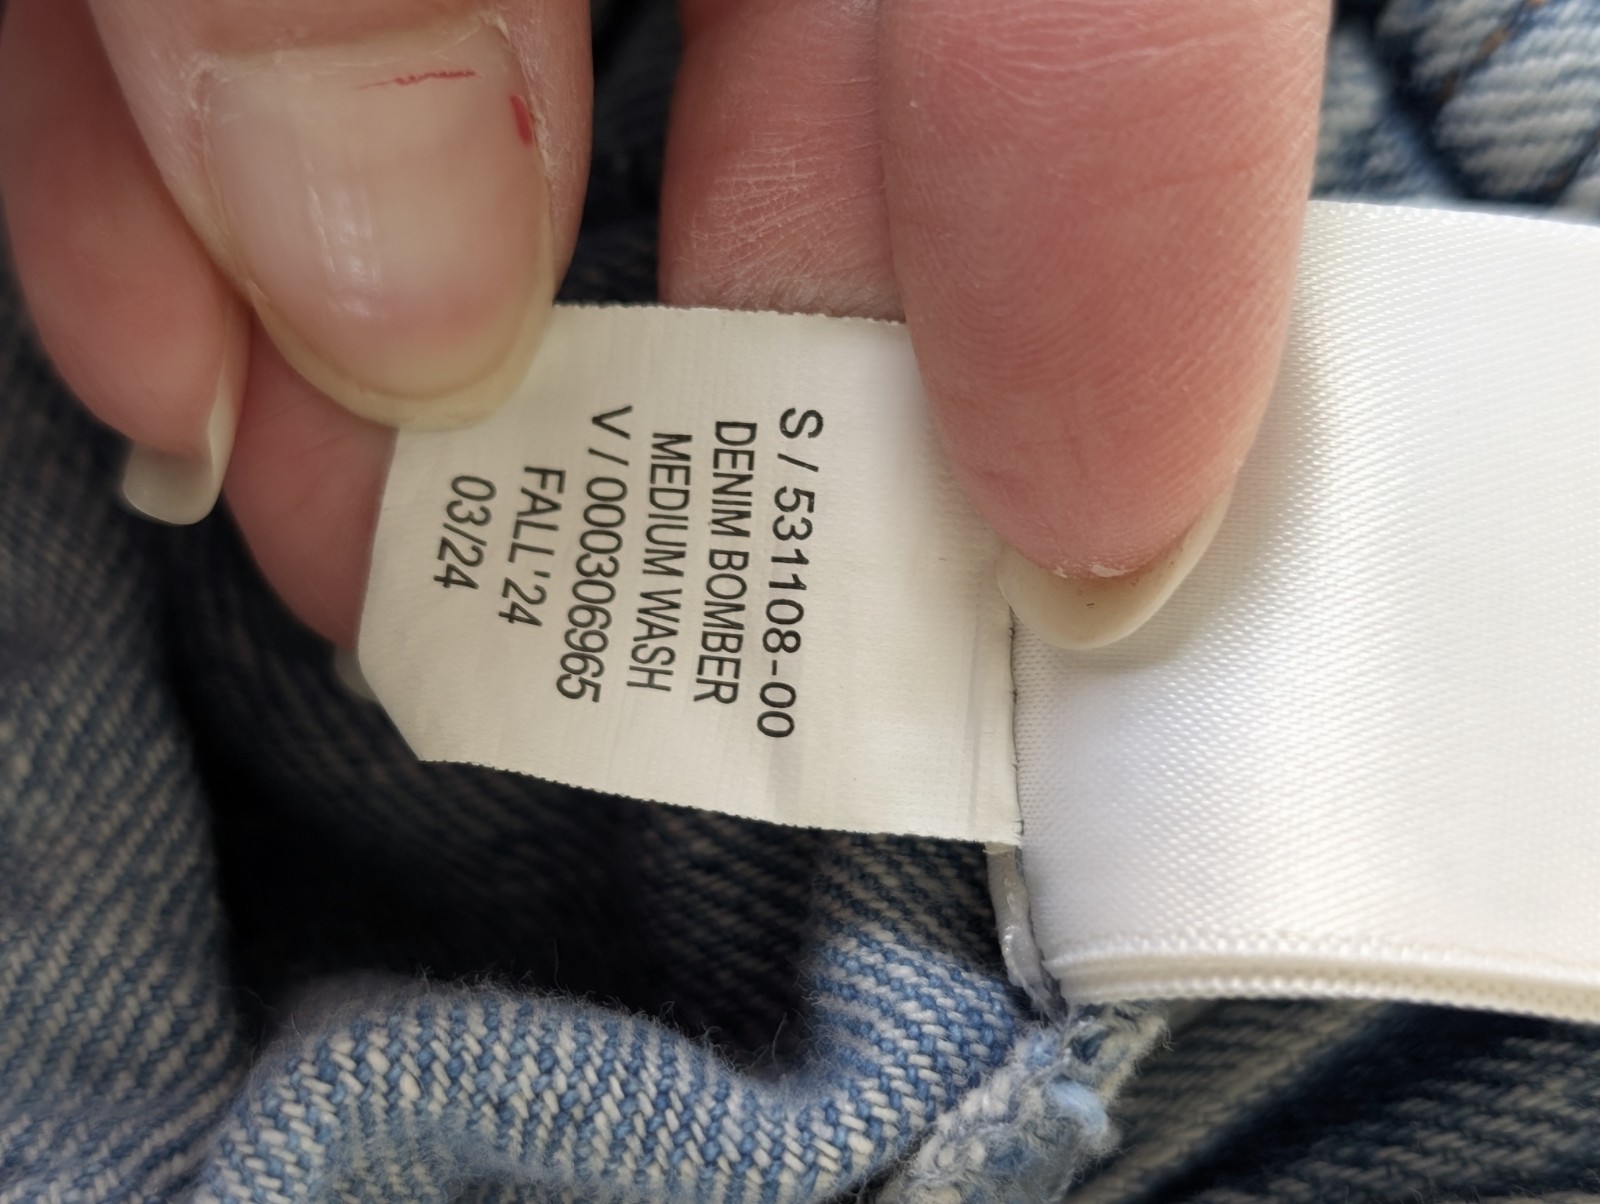 S / 531108-00
DENIM BOMBER
MEDIUM WASH
V / 000306965
FALL'24
03/24